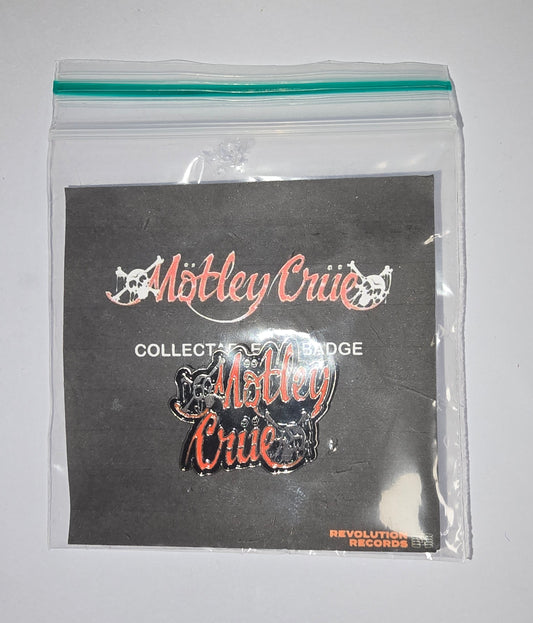 Mötley Crüe
COLLECTABLE BADGE
Mötley
Crüe
REVOLUTION
RECORDS